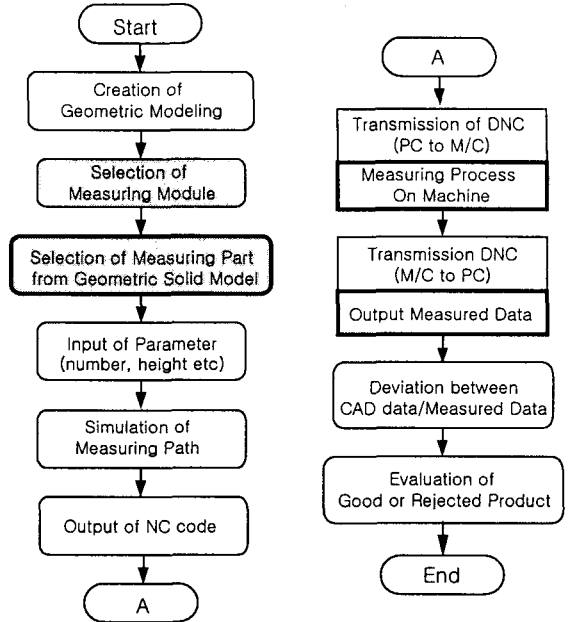 Start
Creation of
Geometric Modeling
Selection of
Measuring Module
Selection of Measuring Part
from Geometric Solid Model
Input of Parameter
(number, height etc)
Simulation of
Measuring Path
Output of NC code
A
A
Transmission of DNC
(PC to M/C)
Measuring Process
On Machine
Transmission DNC
(M/C to PC)
Output Measured Data
Deviation between
CAD data/Measured Data
Evaluation of
Good or Rejected Product
End